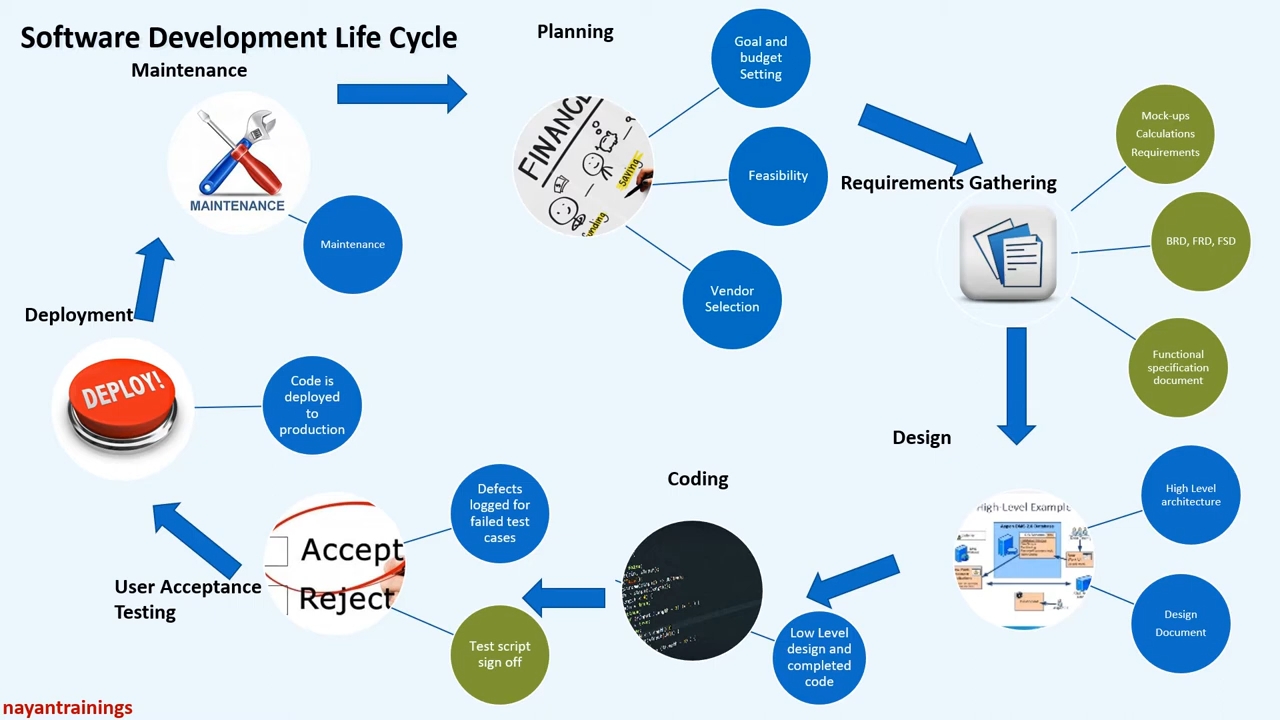 Software Development Life Cycle
Maintenance
MAINTENANCE
Maintenance
Planning
FINANCE
saving
funding
Goal and
budget
Setting
Feasibility
Vendor
Selection
Requirements Gathering
Mock-ups
Calculations
Requirements
BRD, FRD, FSD
Functional
specification
document
Design
High-Level Example
High Level
architecture
Design
Document
Coding
Low Level
design and
completed
code
User Acceptance
Testing
Accept
Reject
Defects
logged for
failed test
cases
Test script
sign off
Deployment
DEPLOY!
Code is
deployed
to
production
nayantrainings